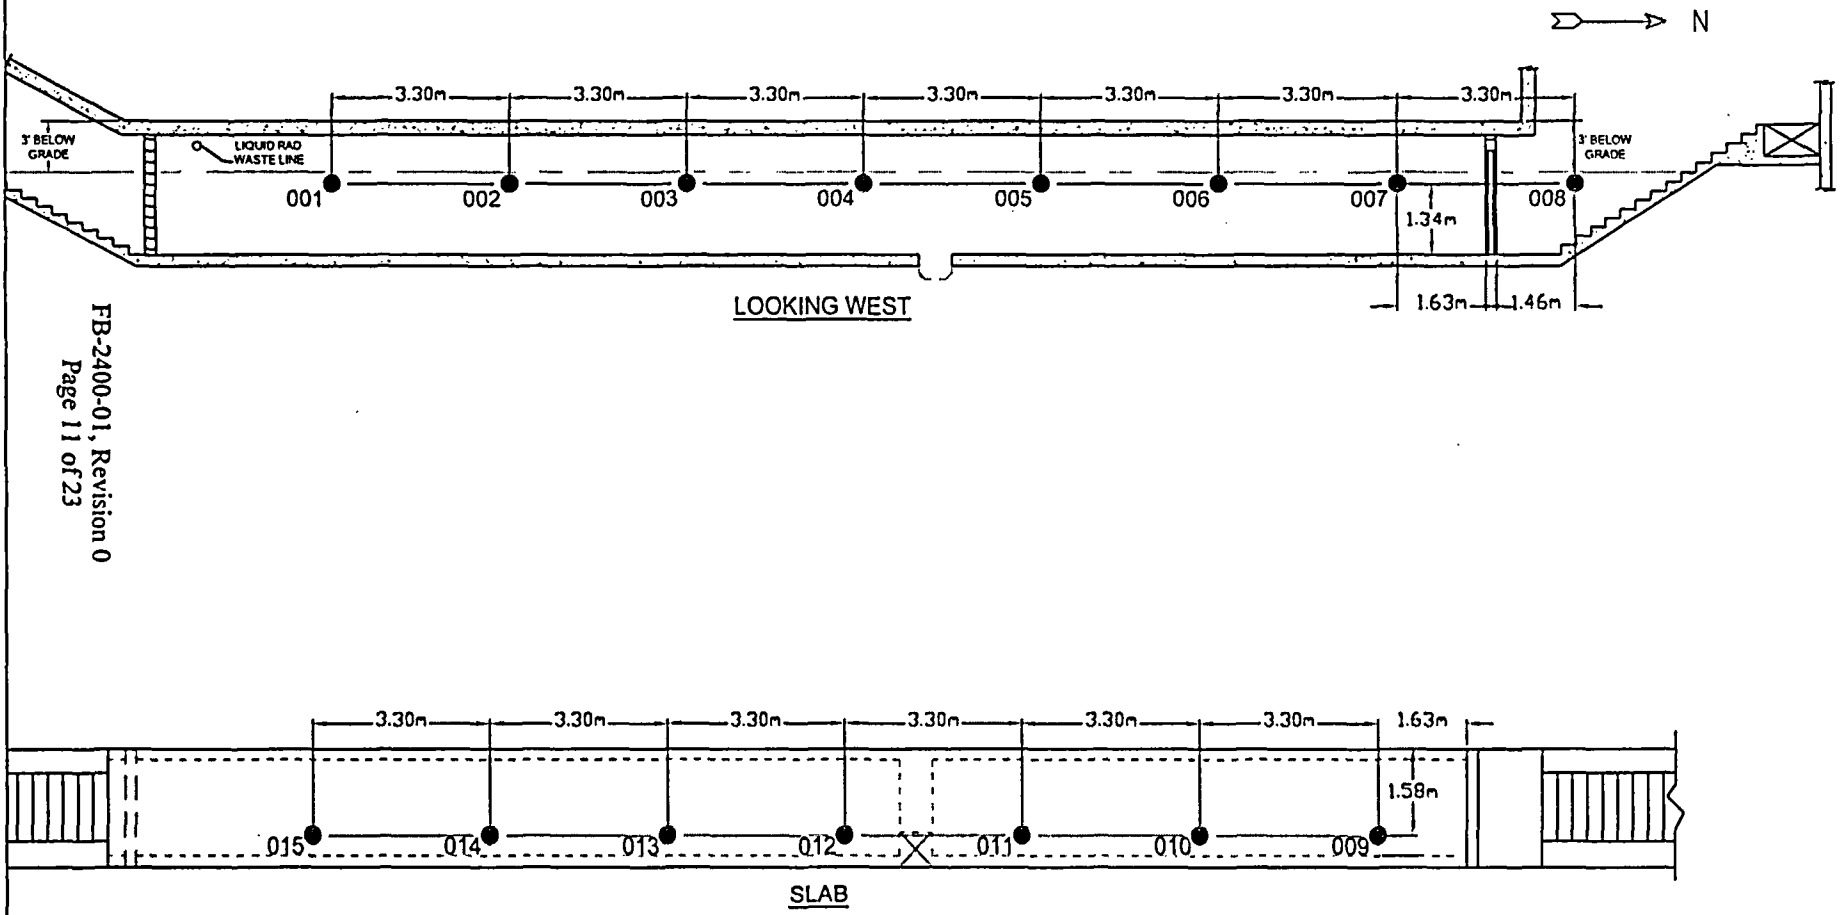 N
3.30m 3.30m 3.30m 3.30m 3.30m 3.30m 3.30m
3' BELOW
GRADE
LIQUID RAD
WASTE LINE
3' BELOW
GRADE
001 002 003 004 005 006 007 008
1.34m
1.63m 1.46m
LOOKING WEST
FB-2400-01, Revision 0
Page 11 of 23
3.30m 3.30m 3.30m 3.30m 3.30m 3.30m 1.63m
1.58m
015 014 013 012 011 010 009
SLAB